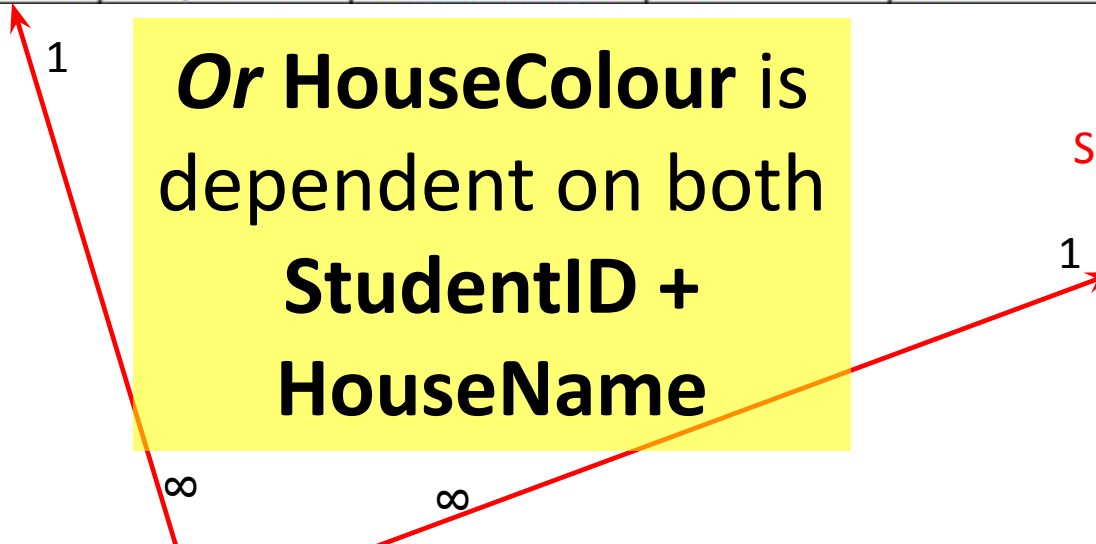 1
Or HouseColour is
dependent on both
S
StudentID +
1
HouseName
∞
∞